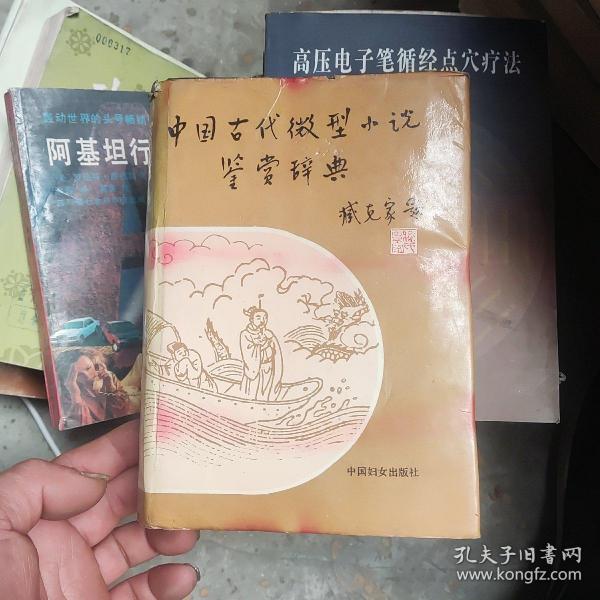 000317
高压电子笔循经点穴疗法
轰动世界的头号畅销
阿基坦行
中国古代微型小说
鉴赏辞典
臧克家题
中国妇女出版社
孔夫子旧书网
www.kongfz.com